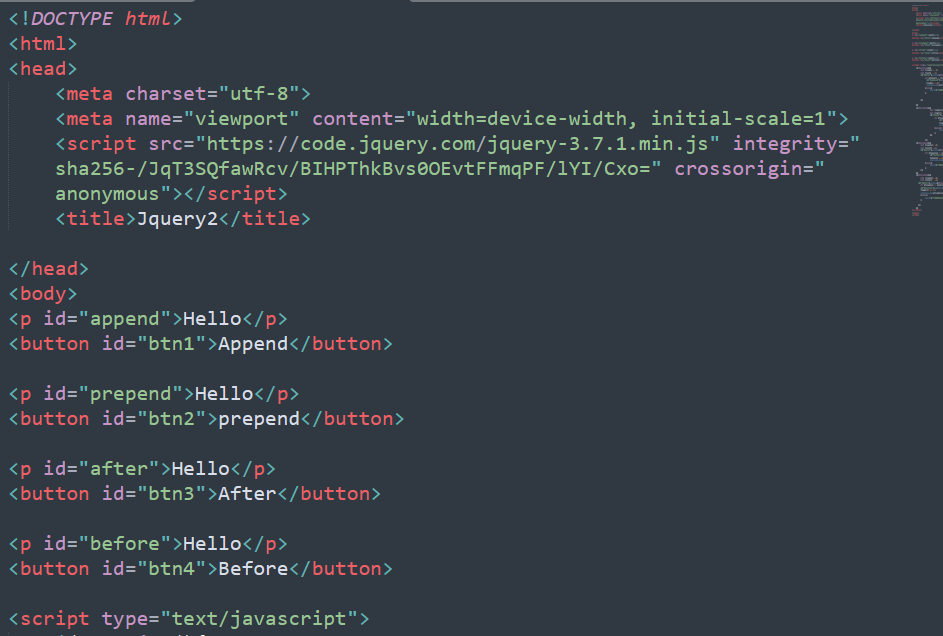 <!DOCTYPE html>
<html>
<head>
    <meta charset="utf-8">
    <meta name="viewport" content="width=device-width, initial-scale=1">
    <script src="https://code.jquery.com/jquery-3.7.1.min.js" integrity="
    sha256-/JqT3SQfawRcv/BIHPThkBvs0OEvtFFmqPF/lYI/Cxo=" crossorigin="
    anonymous"></script>
    <title>Jquery2</title>

</head>
<body>
<p id="append">Hello</p>
<button id="btn1">Append</button>

<p id="prepend">Hello</p>
<button id="btn2">prepend</button>

<p id="after">Hello</p>
<button id="btn3">After</button>

<p id="before">Hello</p>
<button id="btn4">Before</button>

<script type="text/javascript">